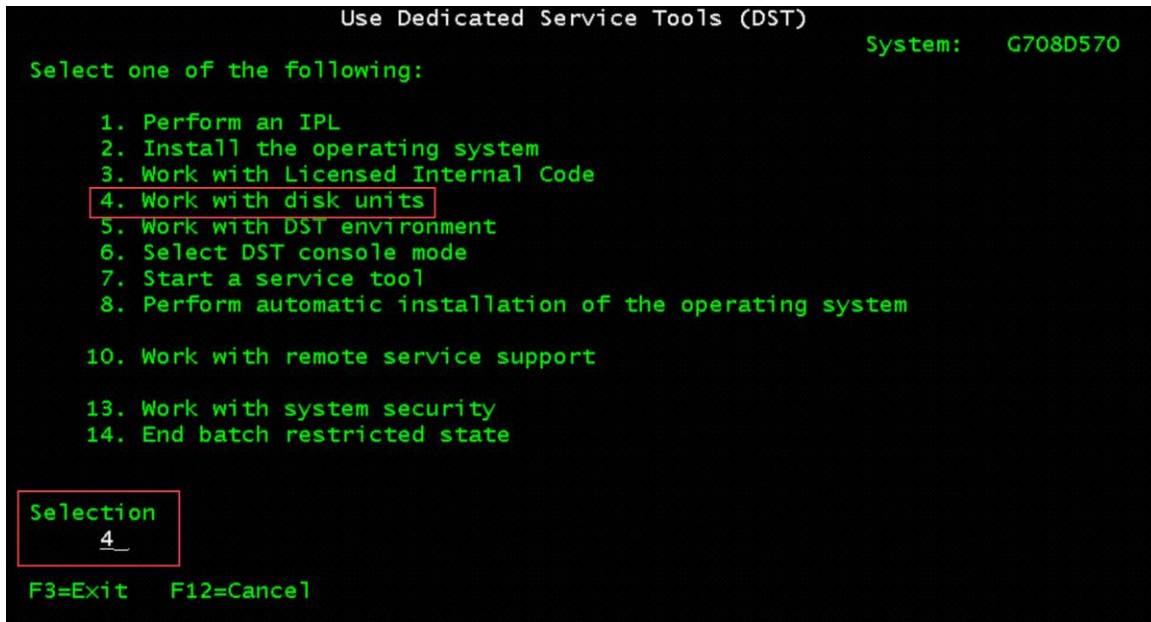 Use Dedicated Service Tools (DST)
System: G708D570
Select one of the following:
1. Perform an IPL
2. Install the operating system
3. Work with Licensed Internal Code
4. Work with disk units
5. Work with DST environment
6. Select DST console mode
7. Start a service tool
8. Perform automatic installation of the operating system
10. Work with remote service support
13. Work with system security
14. End batch restricted state
Selection
4_
F3=Exit F12=Cancel